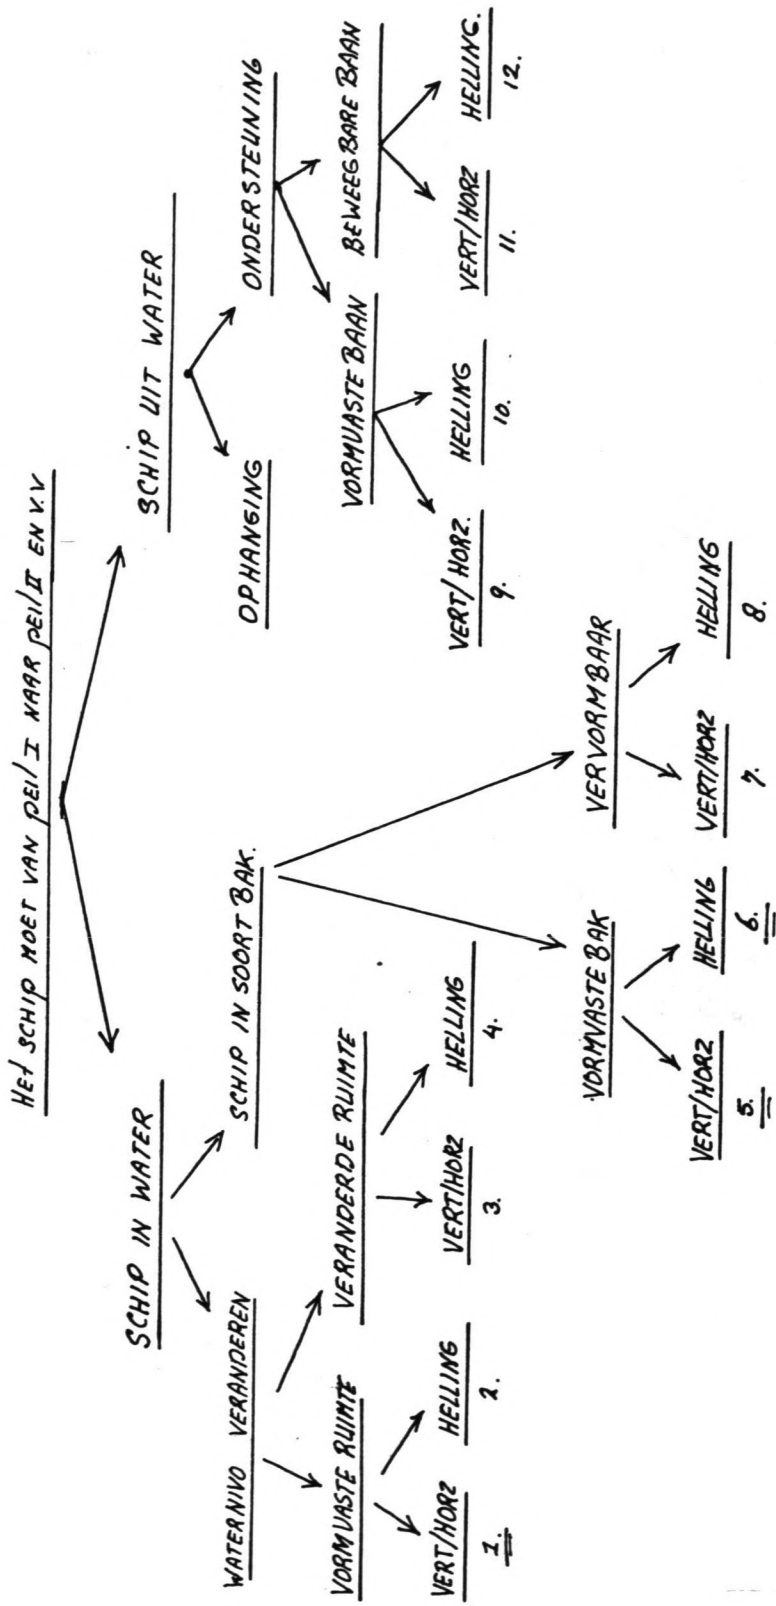 HEt SCHIP MOET VAN PEIL I NAAR PEIL II EN V.V
SCHIP IN WATER
SCHIP UIT WATER
WATERNIVO VERANDEREN
SCHIP IN SOORT BAK.
OPHANGING
ONDERSTEUNING
VORMVASTE RUIMTE
VERANDERDE RUIMTE
VORMVASTE BAAN
BEWEEGBARE BAAN
VERT/HORZ
1.
HELLING
2.
VERT/HORZ
3.
HELLING
4.
VERT/HORZ.
9.
HELLING
10.
VERT/HORZ
11.
HELLING.
12.
VORMVASTE BAK
VERVORMBAAR
VERT/HORZ
5.
HELLING
6.
VERT/HORZ
7.
HELLING
8.